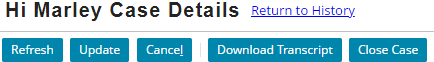 Hi Marley Case Details Return to History
Refresh Update Cancel Download Transcript Close Case